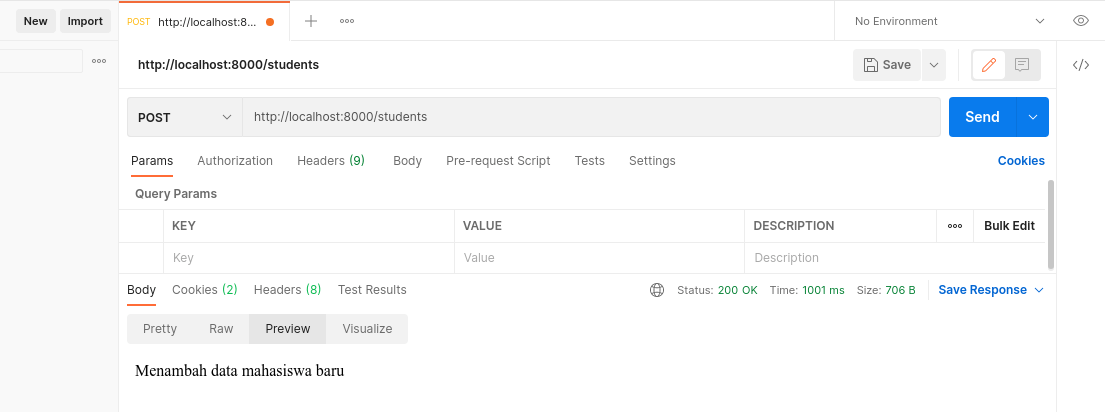 New Import POST http://localhost:8... No Environment
http://localhost:8000/students Save
POST http://localhost:8000/students Send
Params Authorization Headers (9) Body Pre-request Script Tests Settings Cookies
Query Params
KEY VALUE DESCRIPTION Bulk Edit
Key Value Description
Body Cookies (2) Headers (8) Test Results Status: 200 OK Time: 1001 ms Size: 706 B Save Response
Pretty Raw Preview Visualize
Menambah data mahasiswa baru